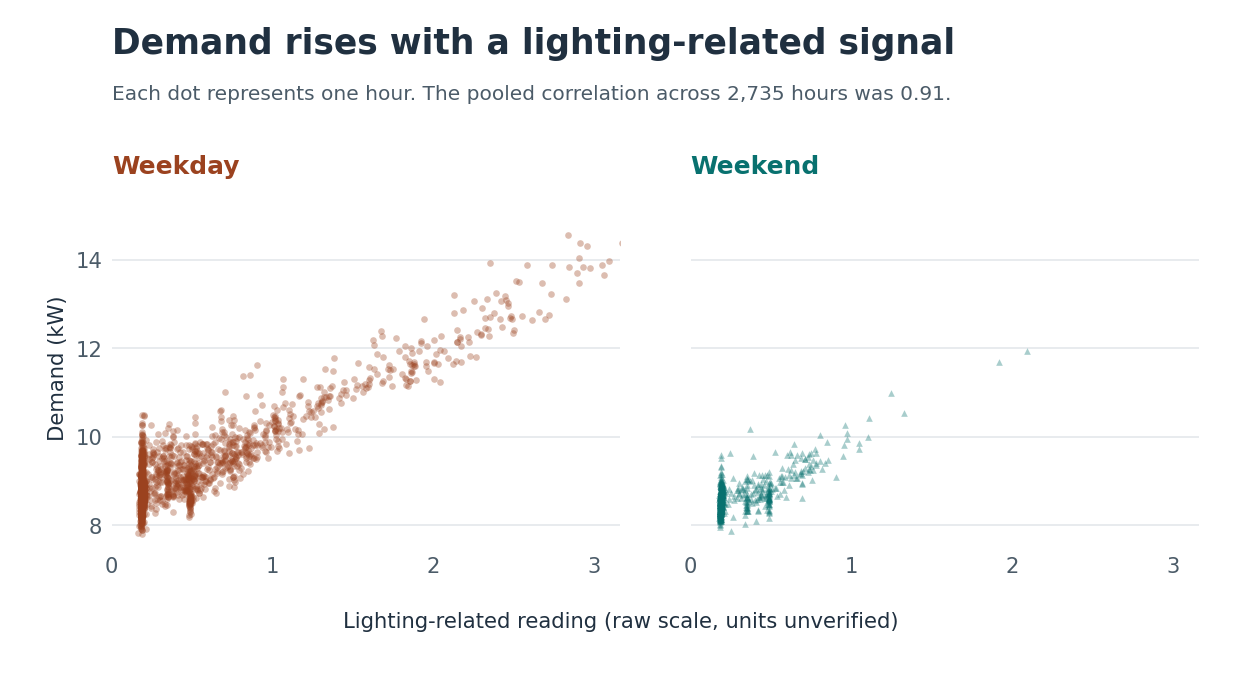 Demand rises with a lighting-related signal
Each dot represents one hour. The pooled correlation across 2,735 hours was 0.91.
Weekday
Weekend
Demand (kW)
14
12
10
8
0 1 2 3
0 1 2 3
Lighting-related reading (raw scale, units unverified)